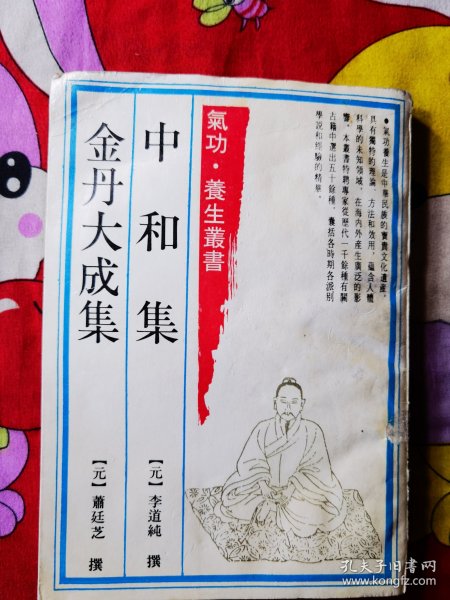 ●氣功養生是中華民族的寶貴文化遺產，
具有獨特的理論、方法和效用，蘊含人體
科學的未知領域，在海內外產生廣泛的影
響。本叢書特聘專家從歷代一千餘種有關
古籍中選出五十餘種，囊括各時期各派別
學說和經驗的精華。
氣功·養生叢書
中和集
【元】李道純 撰
金丹大成集
【元】蕭廷芝 撰
孔夫子旧书网
www.kongfz.com